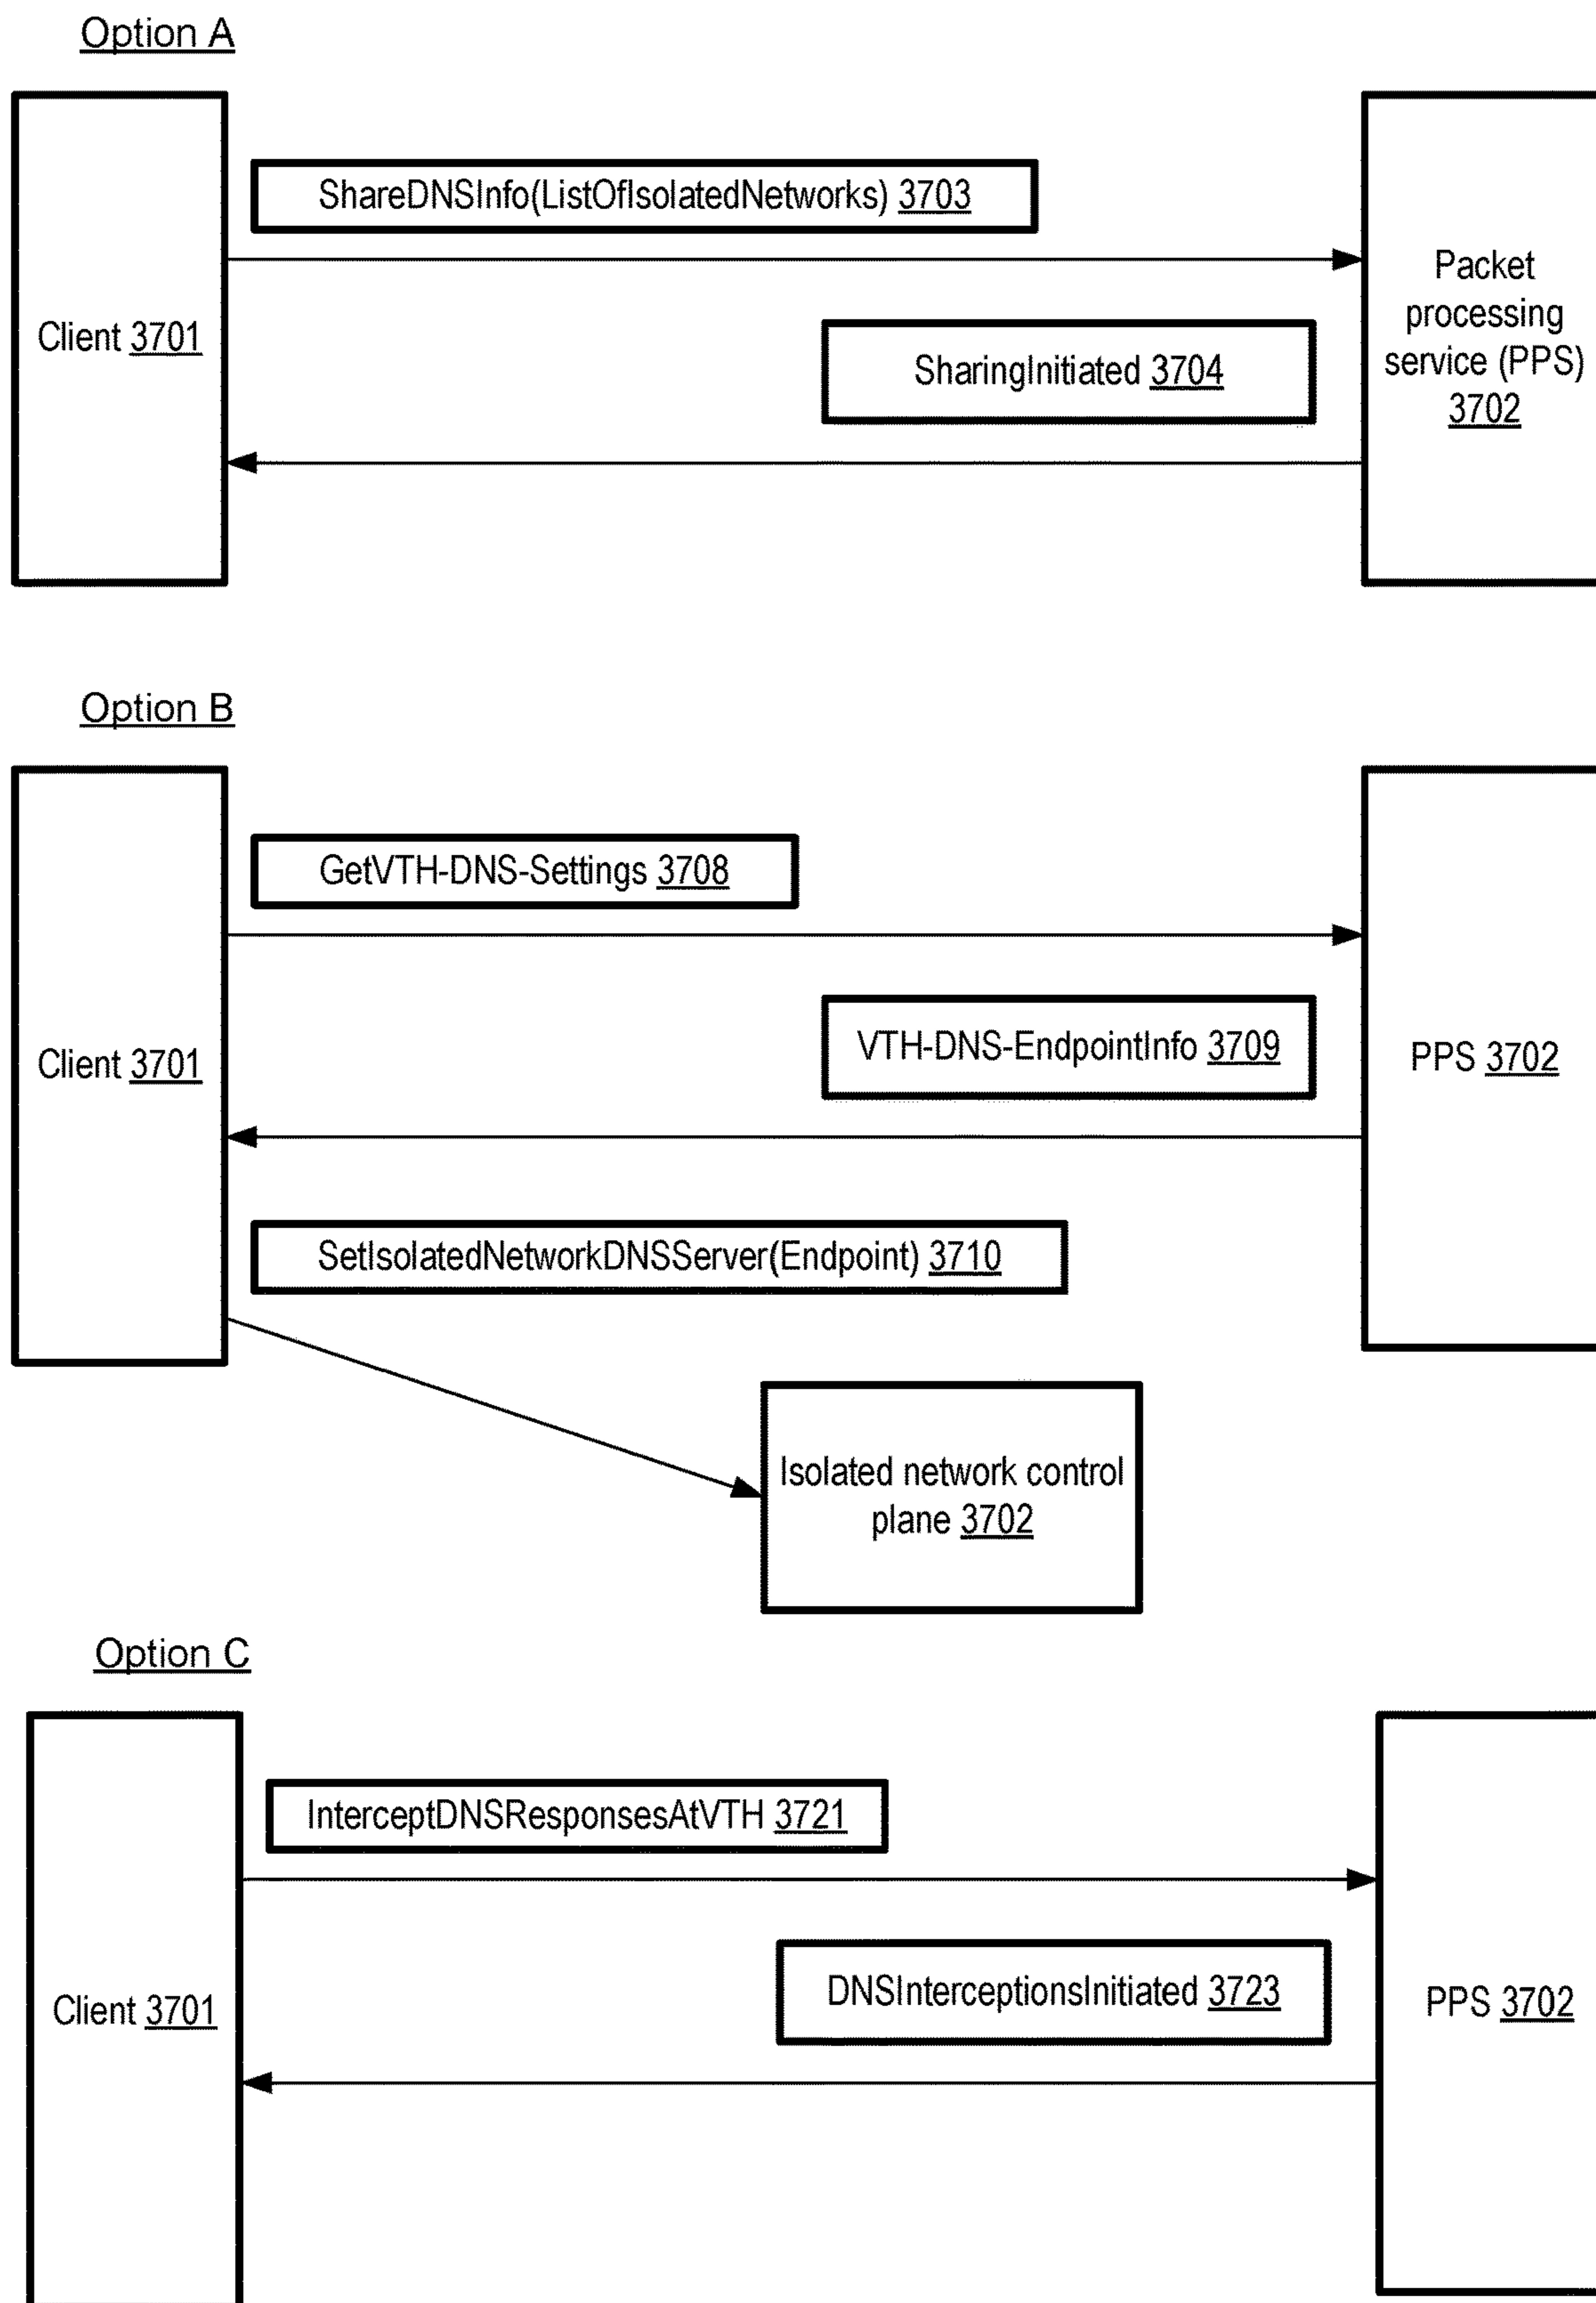 Option A
ShareDNSInfo(ListOfIsolatedNetworks) 3703
Client 3701
SharingInitiated 3704
Packet
processing
service (PPS)
3702
Option B
GetVTH-DNS-Settings 3708
Client 3701
VTH-DNS-EndpointInfo 3709
PPS 3702
SetIsolatedNetworkDNSServer(Endpoint) 3710
Isolated network control
plane 3702
Option C
InterceptDNSResponsesAtVTH 3721
Client 3701
DNSInterceptionsInitiated 3723
PPS 3702